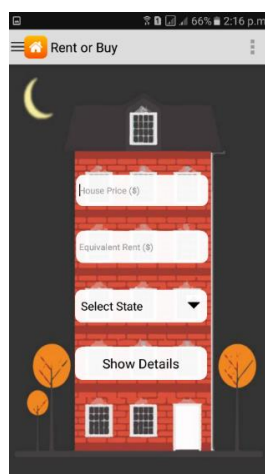 66% 2:16 p.m
Rent or Buy
House Price ($)
Equivalent Rent ($)
Select State
Show Details